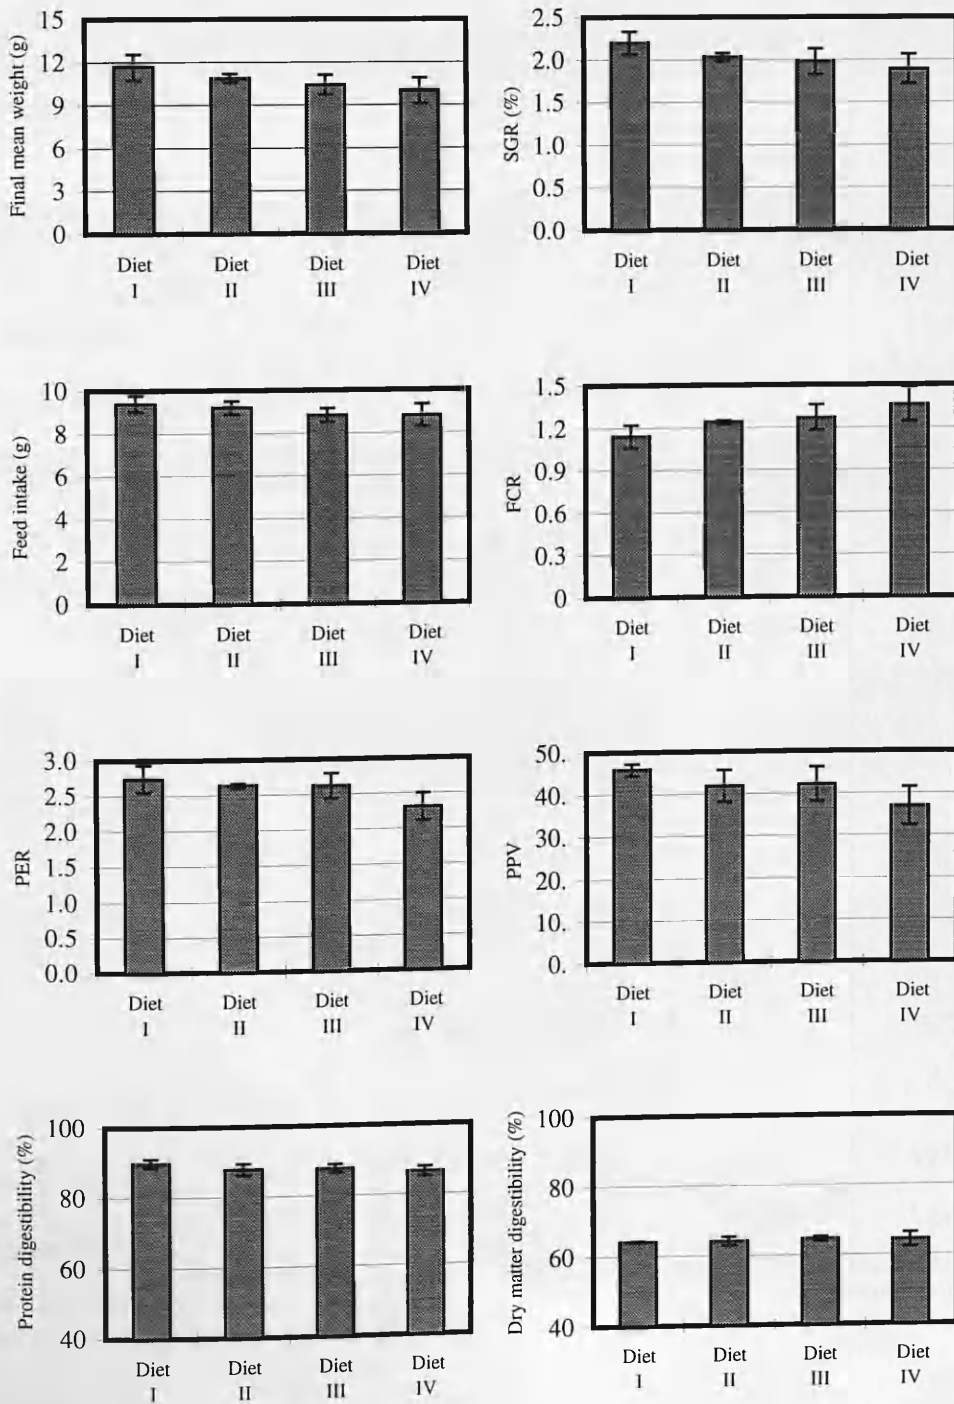 Final mean weight (g)
15
12
9
6
3
0
Diet Diet Diet Diet
I II III IV
SGR (%)
2.5
2.0
1.5
1.0
0.5
0.0
Diet Diet Diet Diet
I II III IV
Feed intake (g)
10
8
6
4
2
0
Diet Diet Diet Diet
I II III IV
FCR
1.5
1.2
0.9
0.6
0.3
0
Diet Diet Diet Diet
I II III IV
PER
3.0
2.5
2.0
1.5
1.0
0.5
0.0
Diet Diet Diet Diet
I II III IV
PPV
50.
40.
30.
20.
10.
0.
Diet Diet Diet Diet
I II III IV
Protein digestibility (%)
100
80
60
40
Diet Diet Diet Diet
I II III IV
Dry matter digestibility (%)
100
80
60
40
Diet Diet Diet Diet
I II III IV